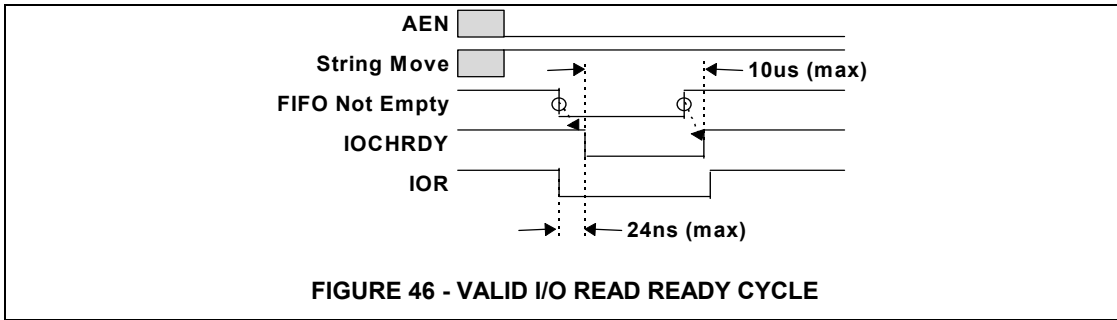 AEN
String Move
10us (max)
FIFO Not Empty
IOCHRDY
IOR
24ns (max)
FIGURE 46 - VALID I/O READ READY CYCLE